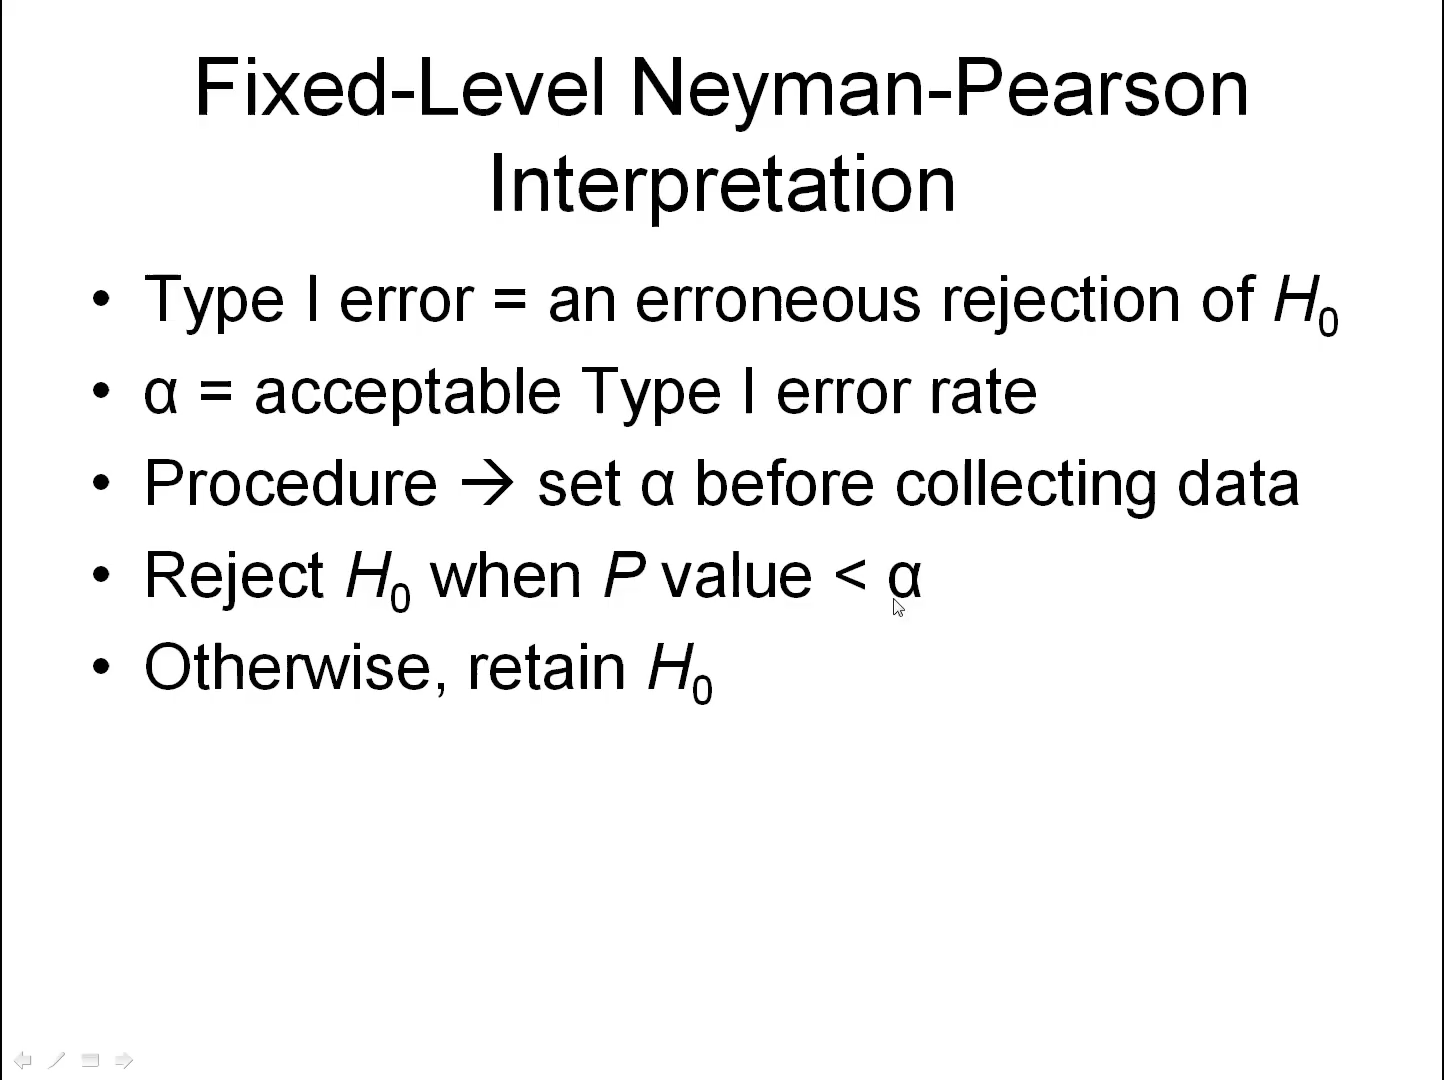 Fixed-Level Neyman-Pearson
Interpretation
• Type I error = an erroneous rejection of H₀
• α = acceptable Type I error rate
• Procedure → set α before collecting data
• Reject H₀ when P value < α
• Otherwise, retain H₀